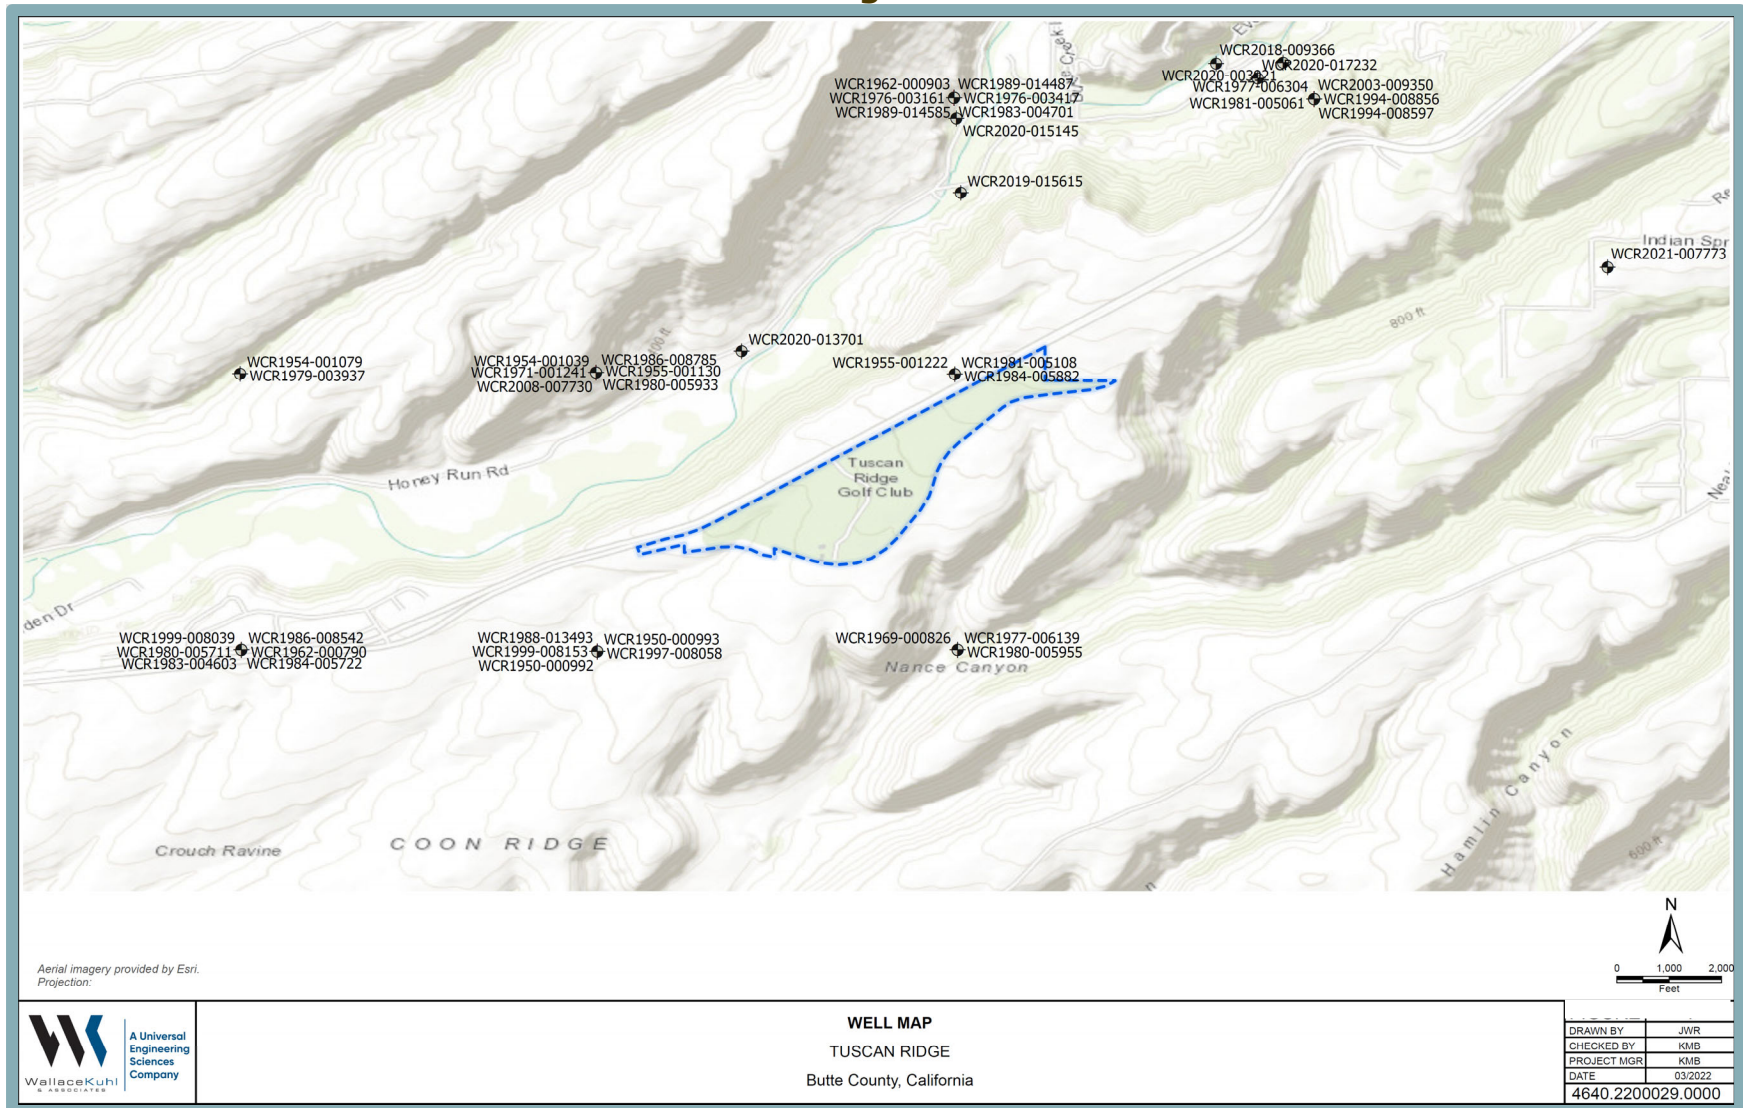 WCR2018-009366
WCR2020-017232
WCR2020-003921
WCR1977-006304
WCR1981-005061
WCR2003-009350
WCR1994-008856
WCR1994-008597
WCR1962-000903
WCR1989-014487
WCR1976-003161
WCR1976-003417
WCR1989-014585
WCR1983-004701
WCR2020-015145
WCR2019-015615
Indian Spr
WCR2021-007773
800 ft
WCR2020-013701
WCR1954-001079
WCR1979-003937
WCR1954-001039
WCR1986-008785
WCR1971-001241
WCR1955-001130
WCR2008-007730
WCR1980-005933
WCR1955-001222
WCR1981-005108
WCR1984-005882
Tuscan
Ridge
Golf Club
Honey Run Rd
den Dr
WCR1999-008039
WCR1986-008542
WCR1980-005711
WCR1962-000790
WCR1983-004603
WCR1984-005722
WCR1988-013493
WCR1950-000993
WCR1999-008153
WCR1997-008058
WCR1950-000992
WCR1969-000826
WCR1977-006139
WCR1980-005955
Nance Canyon
Hamlin Canyon
600 ft
COON RIDGE
Crouch Ravine
N
0 1,000 2,000
Feet
Aerial imagery provided by Esri.
Projection:
WallaceKuhl
& ASSOCIATES
A Universal
Engineering
Sciences
Company
WELL MAP
TUSCAN RIDGE
Butte County, California
DRAWN BY JWR
CHECKED BY KMB
PROJECT MGR KMB
DATE 03/2022
4640.2200029.0000